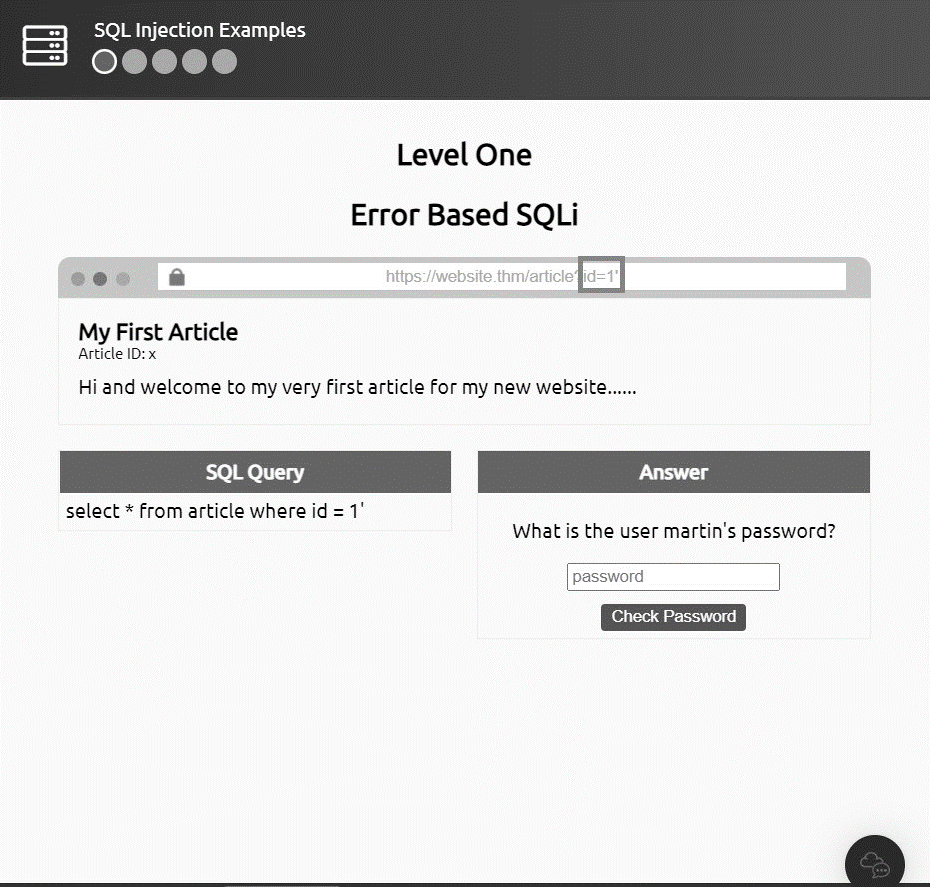 SQL Injection Examples
Level One
Error Based SQLi
https://website.thm/article?id=1'
My First Article
Article ID: x
Hi and welcome to my very first article for my new website......
SQL Query
select * from article where id = 1'
Answer
What is the user martin's password?
password
Check Password